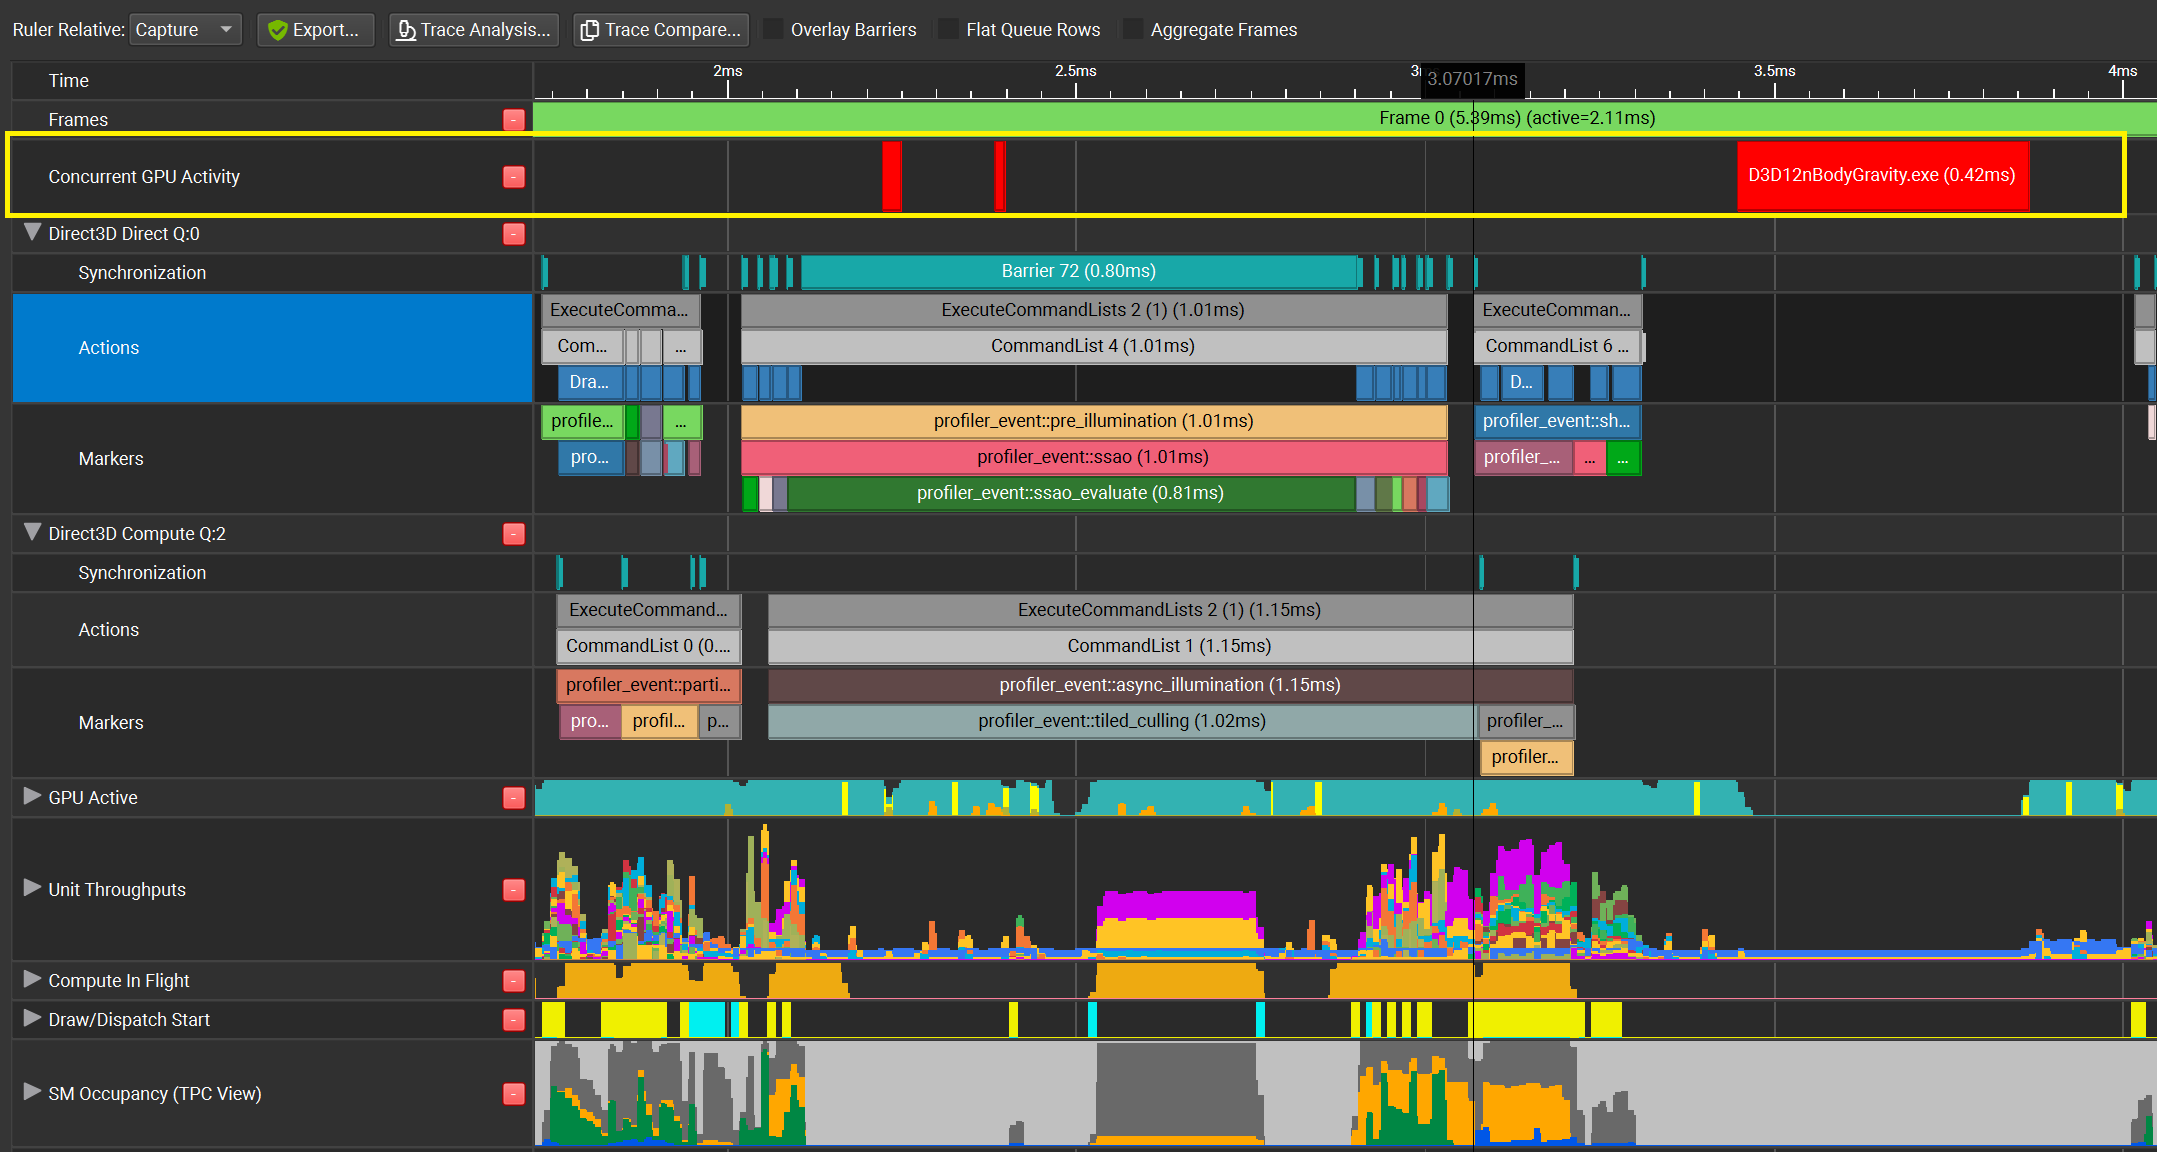 Ruler Relative: Capture Export... Trace Analysis... Trace Compare... Overlay Barriers Flat Queue Rows Aggregate Frames
Time 2ms 2.5ms 3.07017ms 3.5ms 4ms
Frames - Frame 0 (5.39ms) (active=2.11ms)
Concurrent GPU Activity - D3D12nBodyGravity.exe (0.42ms)
Direct3D Direct Q:0 -
Synchronization Barrier 72 (0.80ms)
ExecuteComma... ExecuteCommandLists 2 (1) (1.01ms) ExecuteComman...
Actions Com... ... CommandList 4 (1.01ms) CommandList 6 ...
Dra... D...
profile... ... profiler_event::pre_illumination (1.01ms) profiler_event::sh...
Markers pro... profiler_event::ssao (1.01ms) profiler_... ... ...
profiler_event::ssao_evaluate (0.81ms)
Direct3D Compute Q:2 -
Synchronization
ExecuteCommand... ExecuteCommandLists 2 (1) (1.15ms)
Actions CommandList 0 (0.... CommandList 1 (1.15ms)
profiler_event::parti... profiler_event::async_illumination (1.15ms)
Markers pro... profil... p... profiler_event::tiled_culling (1.02ms) profiler_...
profiler...
GPU Active -
Unit Throughputs -
Compute In Flight -
Draw/Dispatch Start -
SM Occupancy (TPC View) -